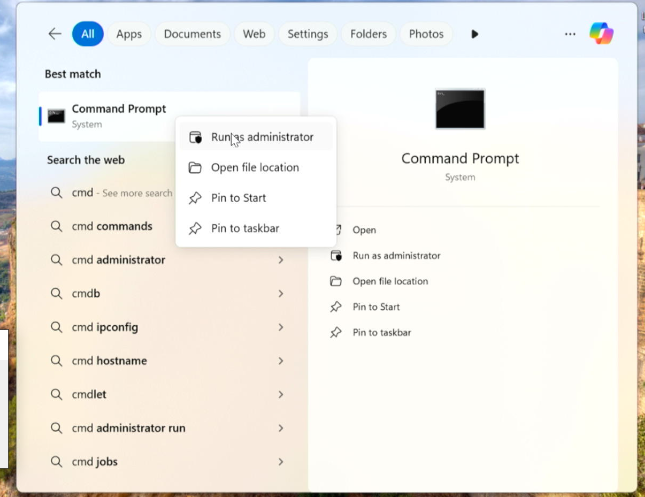 All Apps Documents Web Settings Folders Photos
Best match
Command Prompt
System
Run as administrator
Open file location
Pin to Start
Pin to taskbar
Search the web
cmd - See more search
cmd commands
cmd administrator
cmdb
cmd ipconfig
cmd hostname
cmdlet
cmd administrator run
cmd jobs
Command Prompt
System
Open
Run as administrator
Open file location
Pin to Start
Pin to taskbar